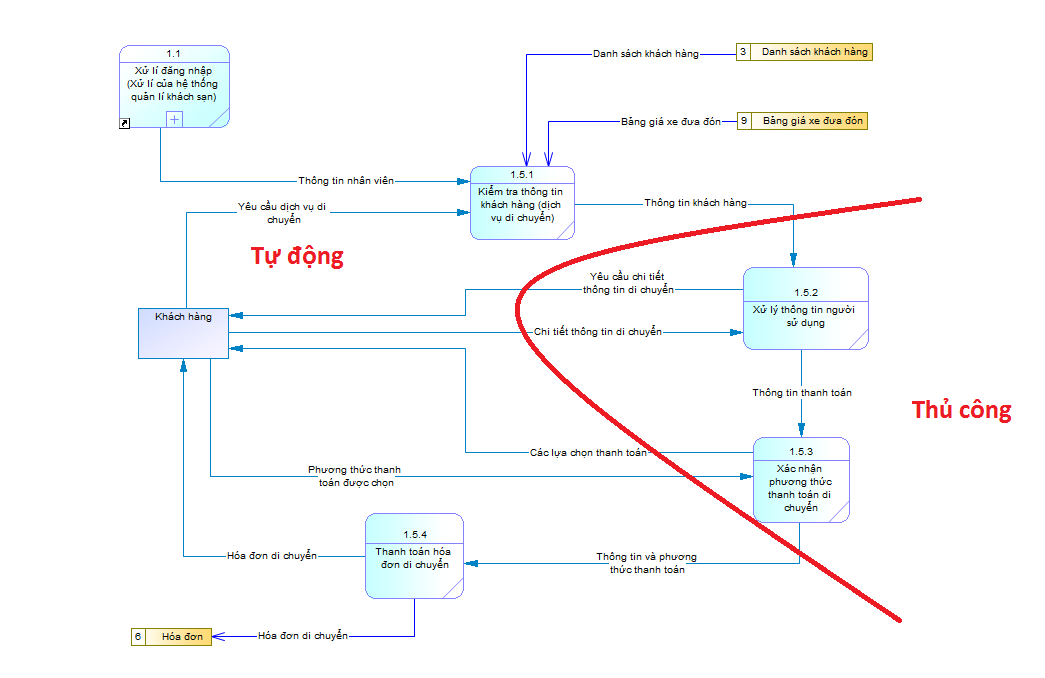 1.1
Xử lí đăng nhập
(Xử lí của hệ thống
quản lí khách sạn)
Danh sách khách hàng
3 Danh sách khách hàng
Bảng giá xe đưa đón
9 Bảng giá xe đưa đón
Thông tin nhân viên
1.5.1
Kiểm tra thông tin
khách hàng (dịch
vụ di chuyển)
Yêu cầu dịch vụ di
chuyển
Thông tin khách hàng
Tự động
Yêu cầu chi tiết
thông tin di chuyển
1.5.2
Xử lý thông tin người
sử dụng
Khách hàng
Chi tiết thông tin di chuyển
Thông tin thanh toán
Thủ công
Các lựa chọn thanh toán
1.5.3
Xác nhận
phương thức
thanh toán di
chuyển
Phương thức thanh
toán được chọn
1.5.4
Thanh toán hóa
đơn di chuyển
Hóa đơn di chuyển
Thông tin và phương
thức thanh toán
6 Hóa đơn
Hóa đơn di chuyển